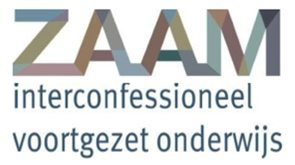 ZAAM
interconfessioneel
voortgezet onderwijs